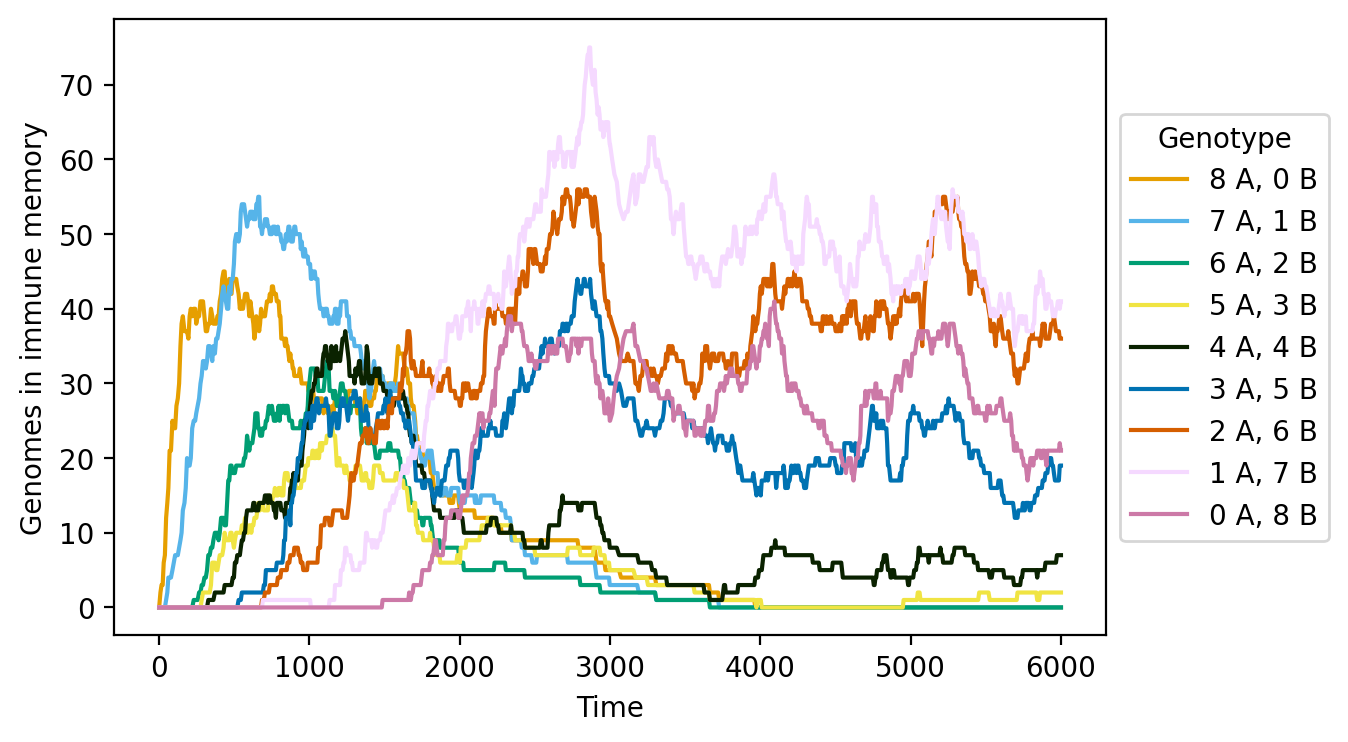 Genomes in immune memory
70
60
50
40
30
20
10
0
0 1000 2000 3000 4000 5000 6000
Time
Genotype
8 A, 0 B
7 A, 1 B
6 A, 2 B
5 A, 3 B
4 A, 4 B
3 A, 5 B
2 A, 6 B
1 A, 7 B
0 A, 8 B